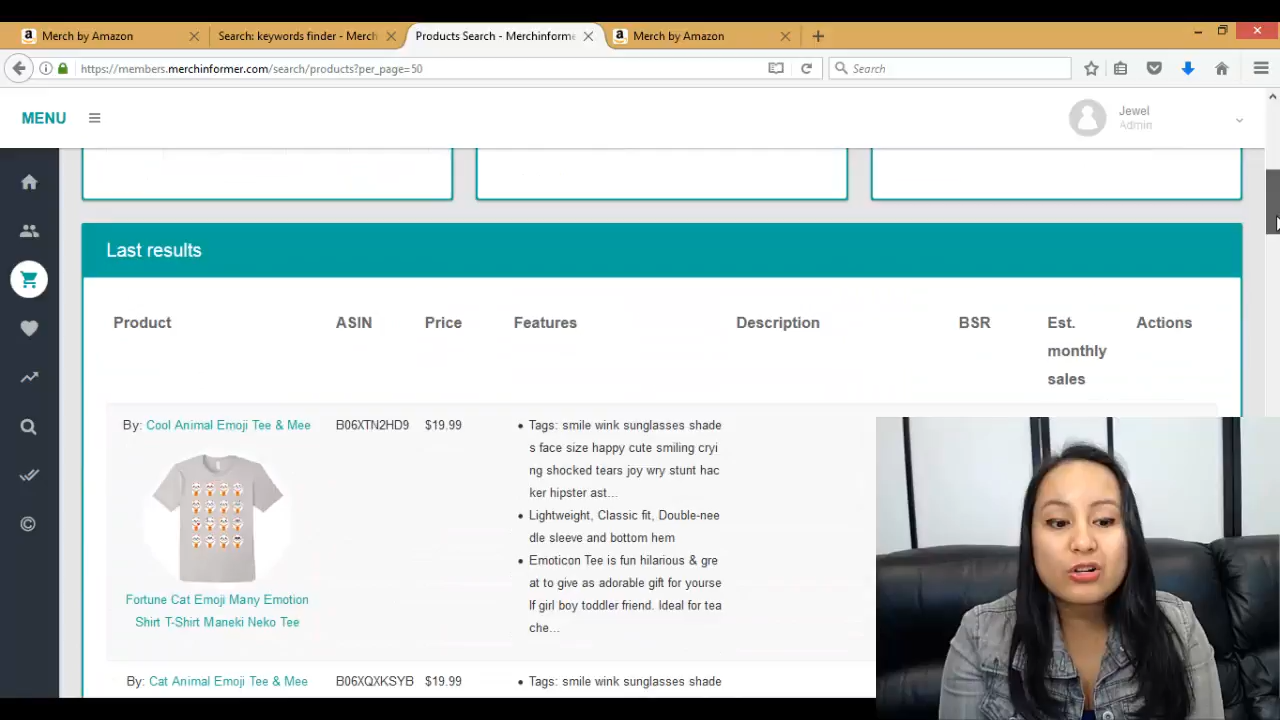 Merch by Amazon
Search: keywords finder - Merch
Products Search - Merchinforme
Merch by Amazon
https://members.merchinformer.com/search/products?per_page=50
Search
MENU
Jewel
Admin
Last results
Product ASIN Price Features Description BSR Est. monthly sales Actions
By: Cool Animal Emoji Tee & Mee
B06XTN2HD9 $19.99
Tags: smile wink sunglasses shade
s face size happy cute smiling cryi
ng shocked tears joy wry stunt hac
ker hipster ast...
Lightweight, Classic fit, Double-nee
dle sleeve and bottom hem
Emoticon Tee is fun hilarious & gre
at to give as adorable gift for yourse
lf girl boy toddler friend. Ideal for tea
che...
Fortune Cat Emoji Many Emotion
Shirt T-Shirt Maneki Neko Tee
By: Cat Animal Emoji Tee & Mee
B06XQXKSYB $19.99
Tags: smile wink sunglasses shade